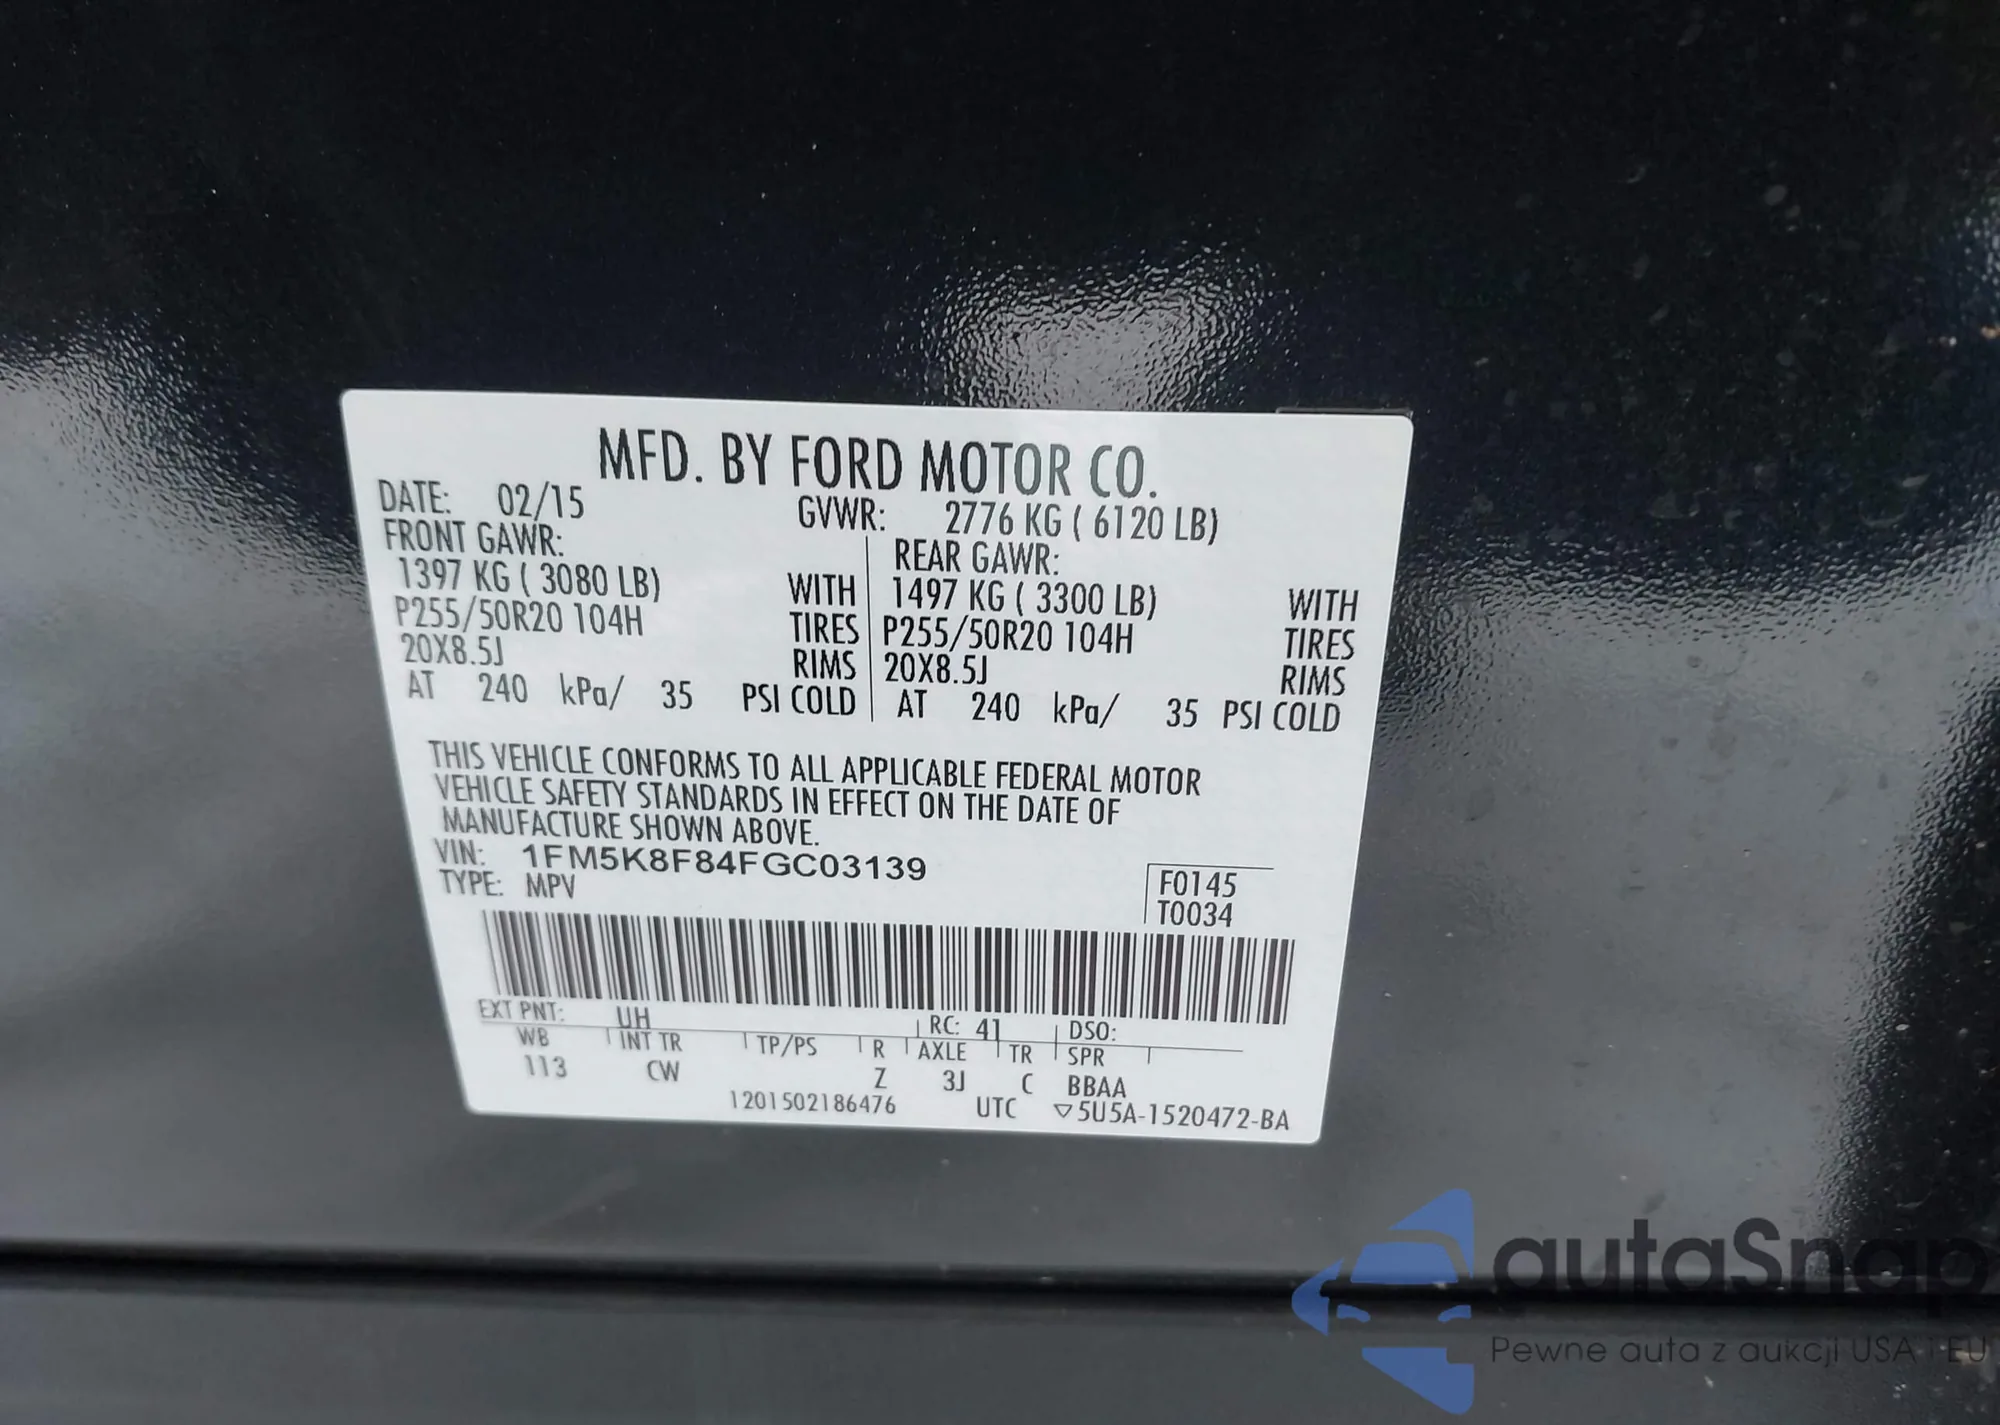 MFD. BY FORD MOTOR CO.
DATE: 02/15 GVWR: 2776 KG ( 6120 LB)
FRONT GAWR: REAR GAWR:
1397 KG ( 3080 LB) WITH 1497 KG ( 3300 LB) WITH
P255/50R20 104H TIRES P255/50R20 104H TIRES
20X8.5J RIMS 20X8.5J RIMS
AT 240 kPa/ 35 PSI COLD AT 240 kPa/ 35 PSI COLD
THIS VEHICLE CONFORMS TO ALL APPLICABLE FEDERAL MOTOR
VEHICLE SAFETY STANDARDS IN EFFECT ON THE DATE OF
MANUFACTURE SHOWN ABOVE.
VIN: 1FM5K8F84FGC03139
TYPE: MPV
F0145
T0034
EXT PNT: UH RC: 41 DSO:
WB INT TR TP/PS R AXLE TR SPR
113 CW Z 3J C BBAA
1201502186476 UTC ▽5U5A-1520472-BA
autaSnap
Pewne auta z aukcji USA i EU